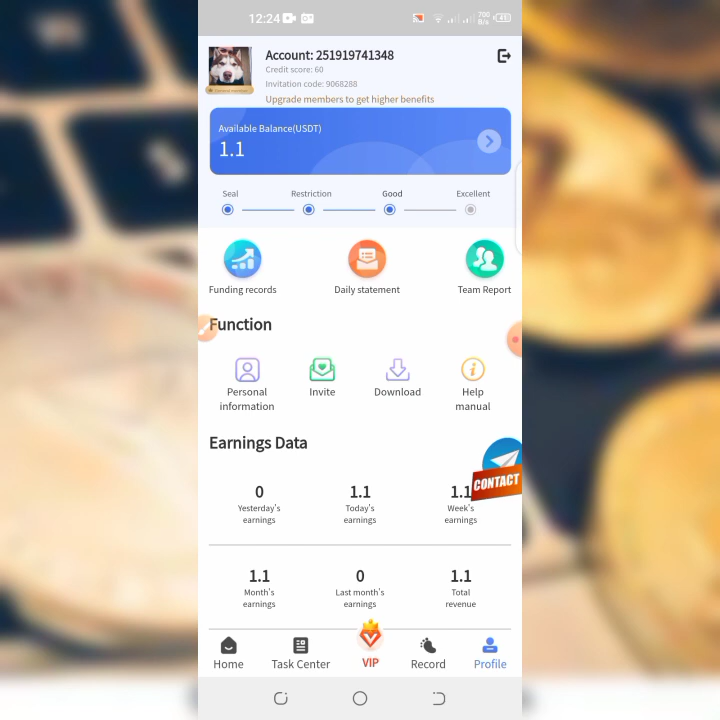 12:24
700 B/s
41
Account: 251919741348
Credit score: 60
Invitation code: 9068288
Upgrade members to get higher benefits
Available Balance(USDT)
1.1
Seal Restriction Good Excellent
Funding records Daily statement Team Report
Function
Personal information
Invite
Download
Help manual
Earnings Data
CONTACT
0 1.1 1.1
Yesterday's earnings
Today's earnings
Week's earnings
1.1 0 1.1
Month's earnings
Last month's earnings
Total revenue
Home Task Center VIP Record Profile